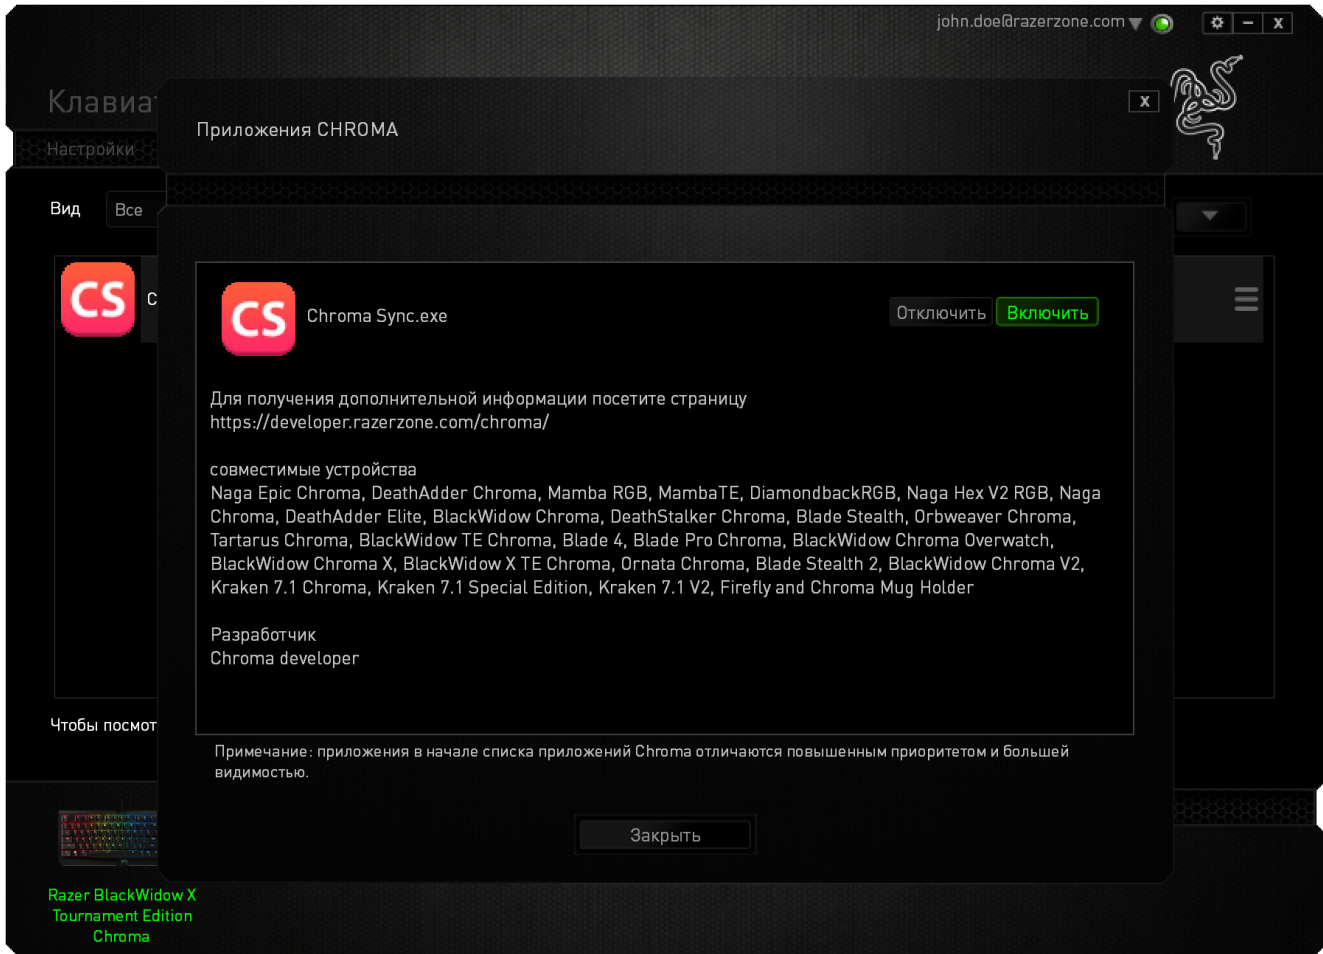 john.doe@razerzone.com
x
Клавиат
x
Приложения CHROMA
Настройки
Вид
Все
CS
C
CS
Chroma Sync.exe
Отключить
Включить
Для получения дополнительной информации посетите страницу
https://developer.razerzone.com/chroma/
совместимые устройства
Naga Epic Chroma, DeathAdder Chroma, Mamba RGB, MambaTE, DiamondbackRGB, Naga Hex V2 RGB, Naga
Chroma, DeathAdder Elite, BlackWidow Chroma, DeathStalker Chroma, Blade Stealth, Orbweaver Chroma,
Tartarus Chroma, BlackWidow TE Chroma, Blade 4, Blade Pro Chroma, BlackWidow Chroma Overwatch,
BlackWidow Chroma X, BlackWidow X TE Chroma, Ornata Chroma, Blade Stealth 2, BlackWidow Chroma V2,
Kraken 7.1 Chroma, Kraken 7.1 Special Edition, Kraken 7.1 V2, Firefly and Chroma Mug Holder
Разработчик
Chroma developer
Чтобы посмот
Примечание: приложения в начале списка приложений Chroma отличаются повышенным приоритетом и большей
видимостью.
Закрыть
Razer BlackWidow X
Tournament Edition
Chroma